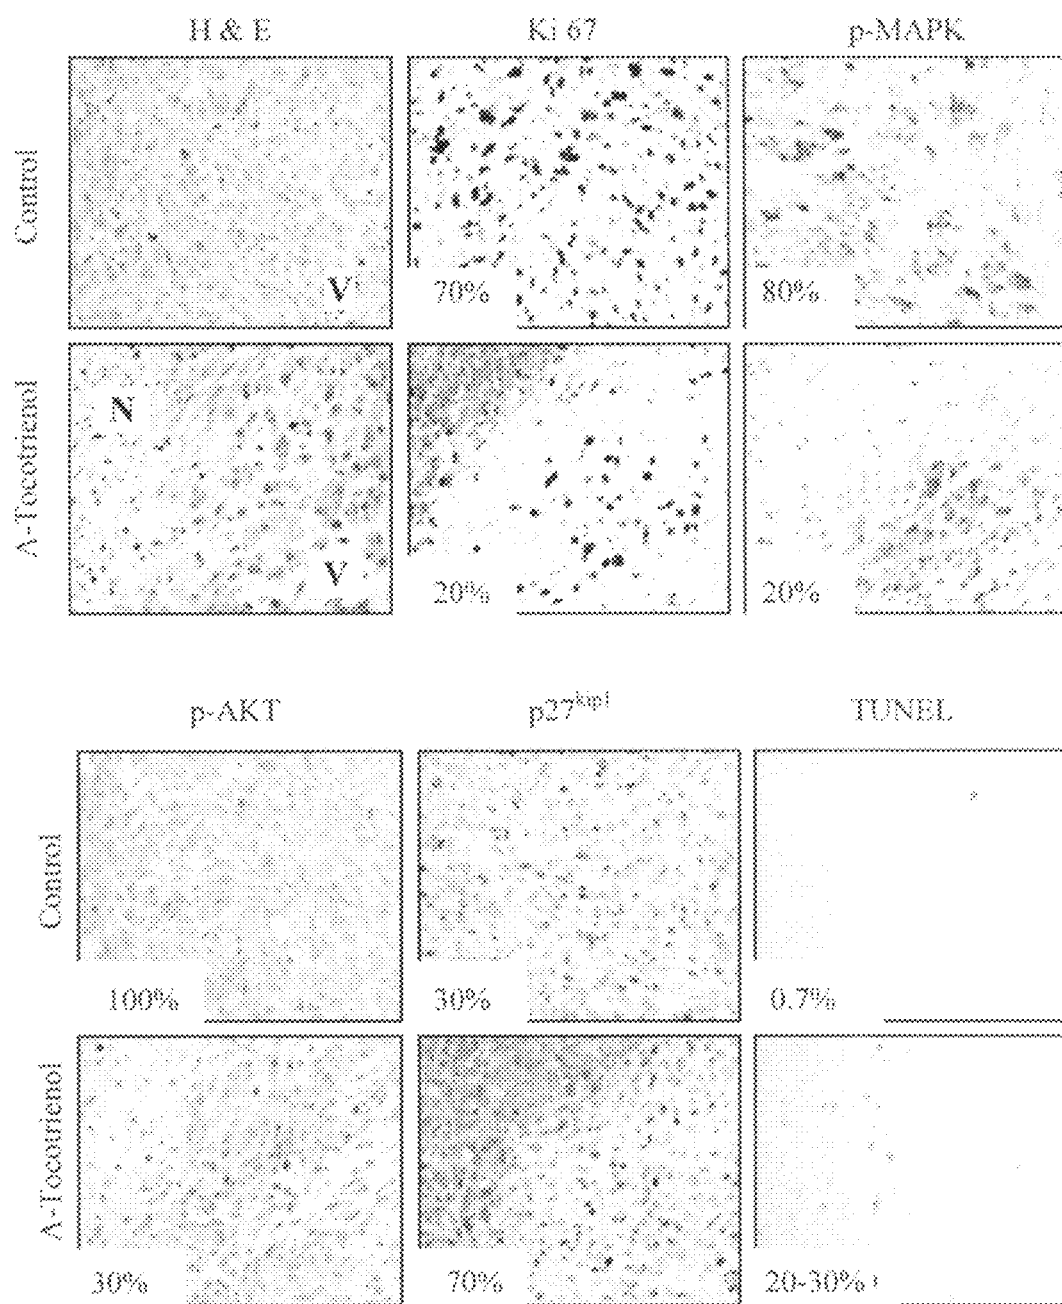 H & E Ki 67 p-MAPK
Control
V
70%
80%
Λ-Tocotrienol
N
V
20%
20%
p-AKT p27kip1 TUNEL
Control
100%
30%
0.7%
Λ-Tocotrienol
30%
70%
20-30%